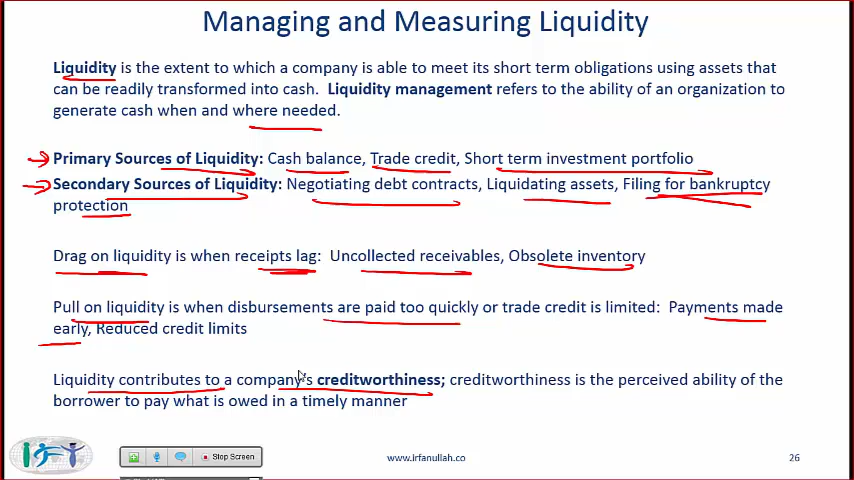 Managing and Measuring Liquidity
Liquidity is the extent to which a company is able to meet its short term obligations using assets that
can be readily transformed into cash. Liquidity management refers to the ability of an organization to
generate cash when and where needed.
Primary Sources of Liquidity: Cash balance, Trade credit, Short term investment portfolio
Secondary Sources of Liquidity: Negotiating debt contracts, Liquidating assets, Filing for bankruptcy
protection
Drag on liquidity is when receipts lag: Uncollected receivables, Obsolete inventory
Pull on liquidity is when disbursements are paid too quickly or trade credit is limited: Payments made
early, Reduced credit limits
Liquidity contributes to a company's creditworthiness; creditworthiness is the perceived ability of the
borrower to pay what is owed in a timely manner
Stop Screen
www.irfanullah.co
26